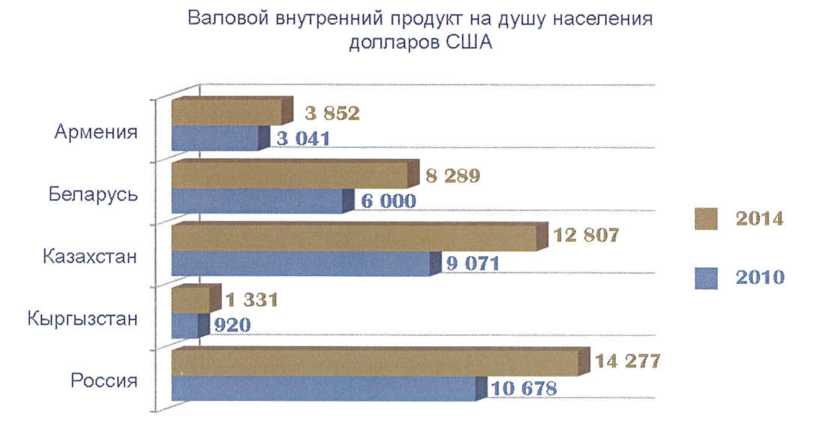 Валовой внутренний продукт на душу населения
долларов США
Армения
3 852
3 041
Беларусь
8 289
6 000
Казахстан
12 807
9 071
Кыргызстан
1 331
920
Россия
14 277
10 678
2014
2010